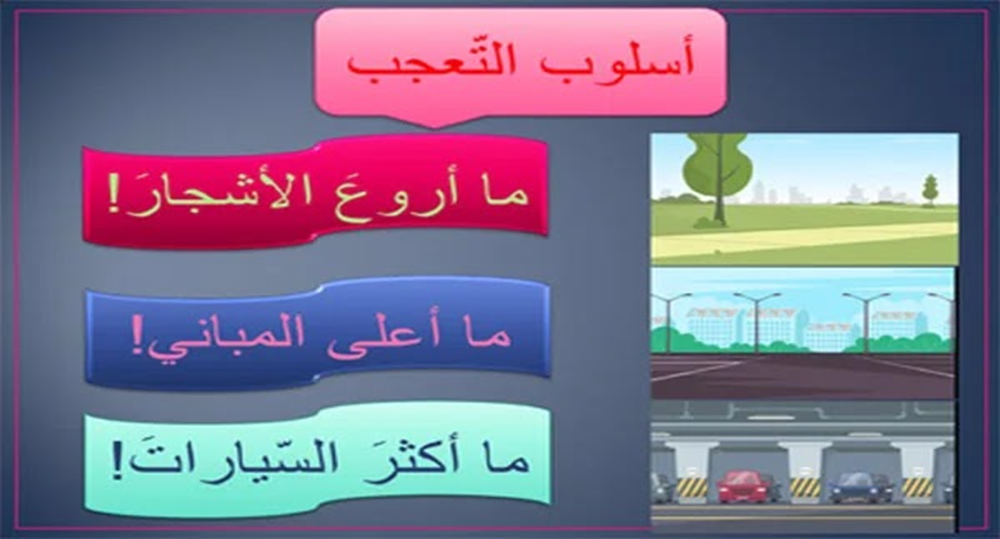 أسلوب التّعجب
ما أروعَ الأشجارَ!
ما أعلى المباني!
ما أكثرَ السّياراتَ!